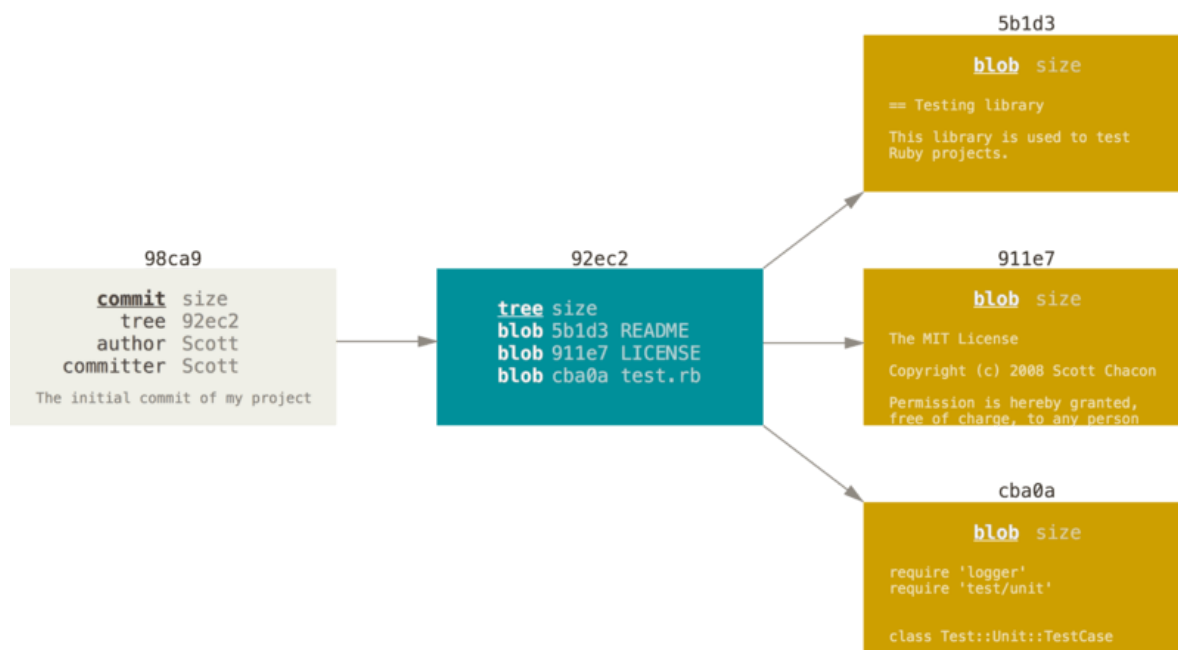 98ca9
commit size
tree 92ec2
author Scott
committer Scott
The initial commit of my project
92ec2
tree size
blob 5b1d3 README
blob 911e7 LICENSE
blob cba0a test.rb
5b1d3
blob size
== Testing library
This library is used to test
Ruby projects.
911e7
blob size
The MIT License
Copyright (c) 2008 Scott Chacon
Permission is hereby granted,
free of charge, to any person
cba0a
blob size
require 'logger'
require 'test/unit'
class Test::Unit::TestCase